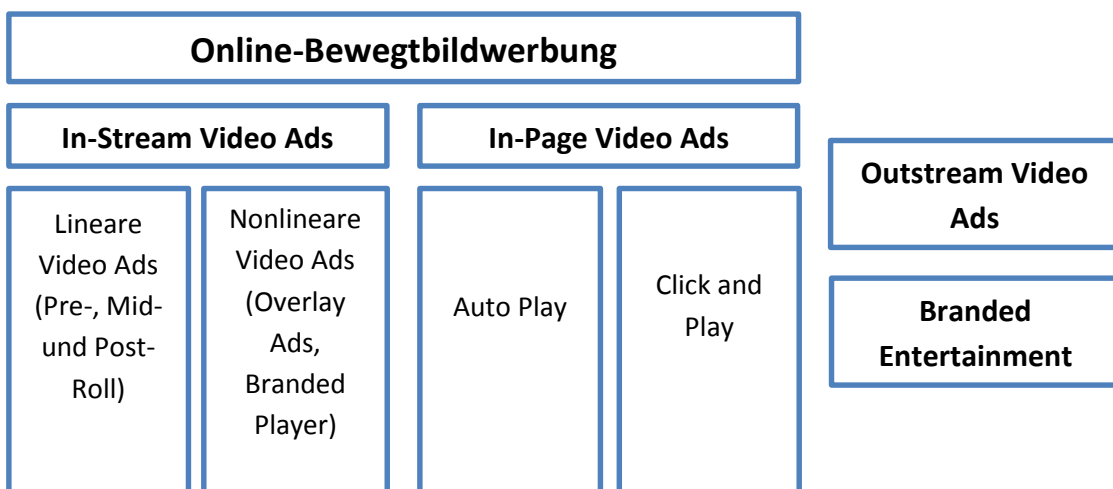 Online-Bewegtbildwerbung
In-Stream Video Ads
In-Page Video Ads
Lineare
Video Ads
(Pre-, Mid-
und Post-
Roll)
Nonlineare
Video Ads
(Overlay
Ads,
Branded
Player)
Auto Play
Click and
Play
Outstream Video
Ads
Branded
Entertainment